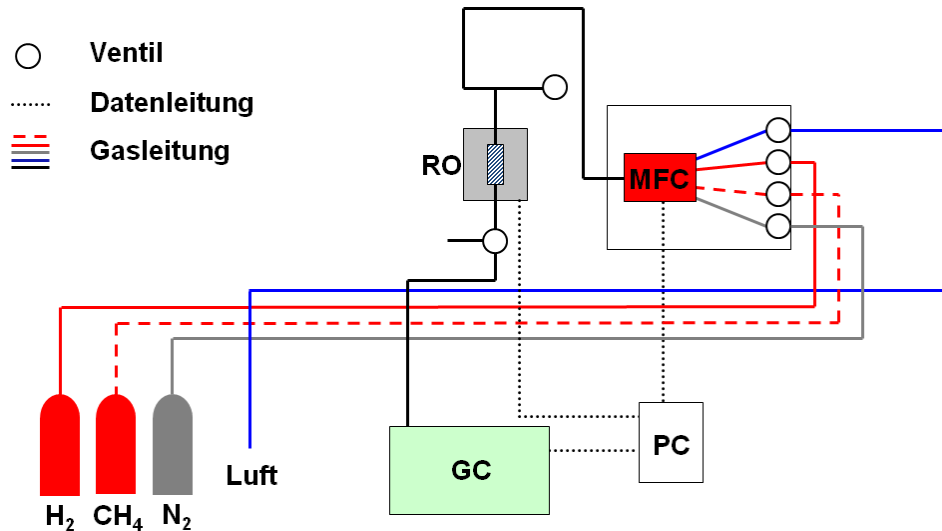 Ventil
Datenleitung
Gasleitung
RO
MFC
PC
GC
Luft
H₂
CH₄
N₂